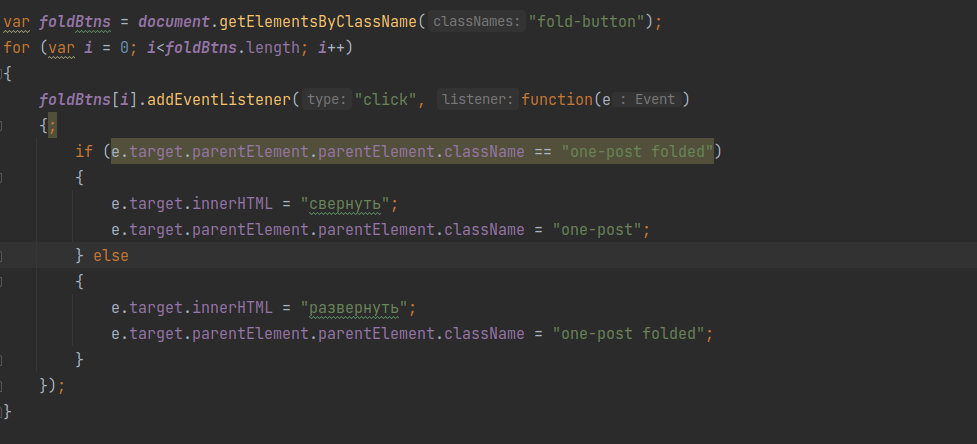 var foldBtns = document.getElementsByClassName( classNames: "fold-button");
for (var i = 0; i<foldBtns.length; i++)
{
    foldBtns[i].addEventListener( type: "click", listener: function(e : Event )
    {;
        if (e.target.parentElement.parentElement.className == "one-post folded")
        {
            e.target.innerHTML = "свернуть";
            e.target.parentElement.parentElement.className = "one-post";
        } else
        {
            e.target.innerHTML = "развернуть";
            e.target.parentElement.parentElement.className = "one-post folded";
        }
    });
}